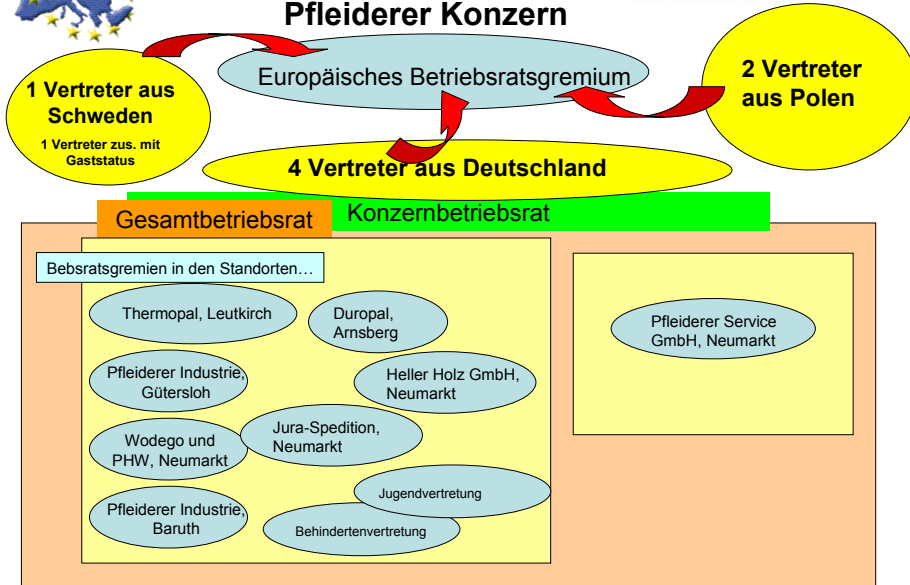 Pfleiderer Konzern
Europäisches Betriebsratsgremium
1 Vertreter aus
Schweden
1 Vertreter zus. mit
Gaststatus
2 Vertreter
aus Polen
4 Vertreter aus Deutschland
Gesamtbetriebsrat
Konzernbetriebsrat
Bebsratsgremien in den Standorten…
Thermopal, Leutkirch
Duropal,
Arnsberg
Pfleiderer Service
GmbH, Neumarkt
Pfleiderer Industrie,
Gütersloh
Heller Holz GmbH,
Neumarkt
Wodego und
PHW, Neumarkt
Jura-Spedition,
Neumarkt
Jugendvertretung
Pfleiderer Industrie,
Baruth
Behindertenvertretung